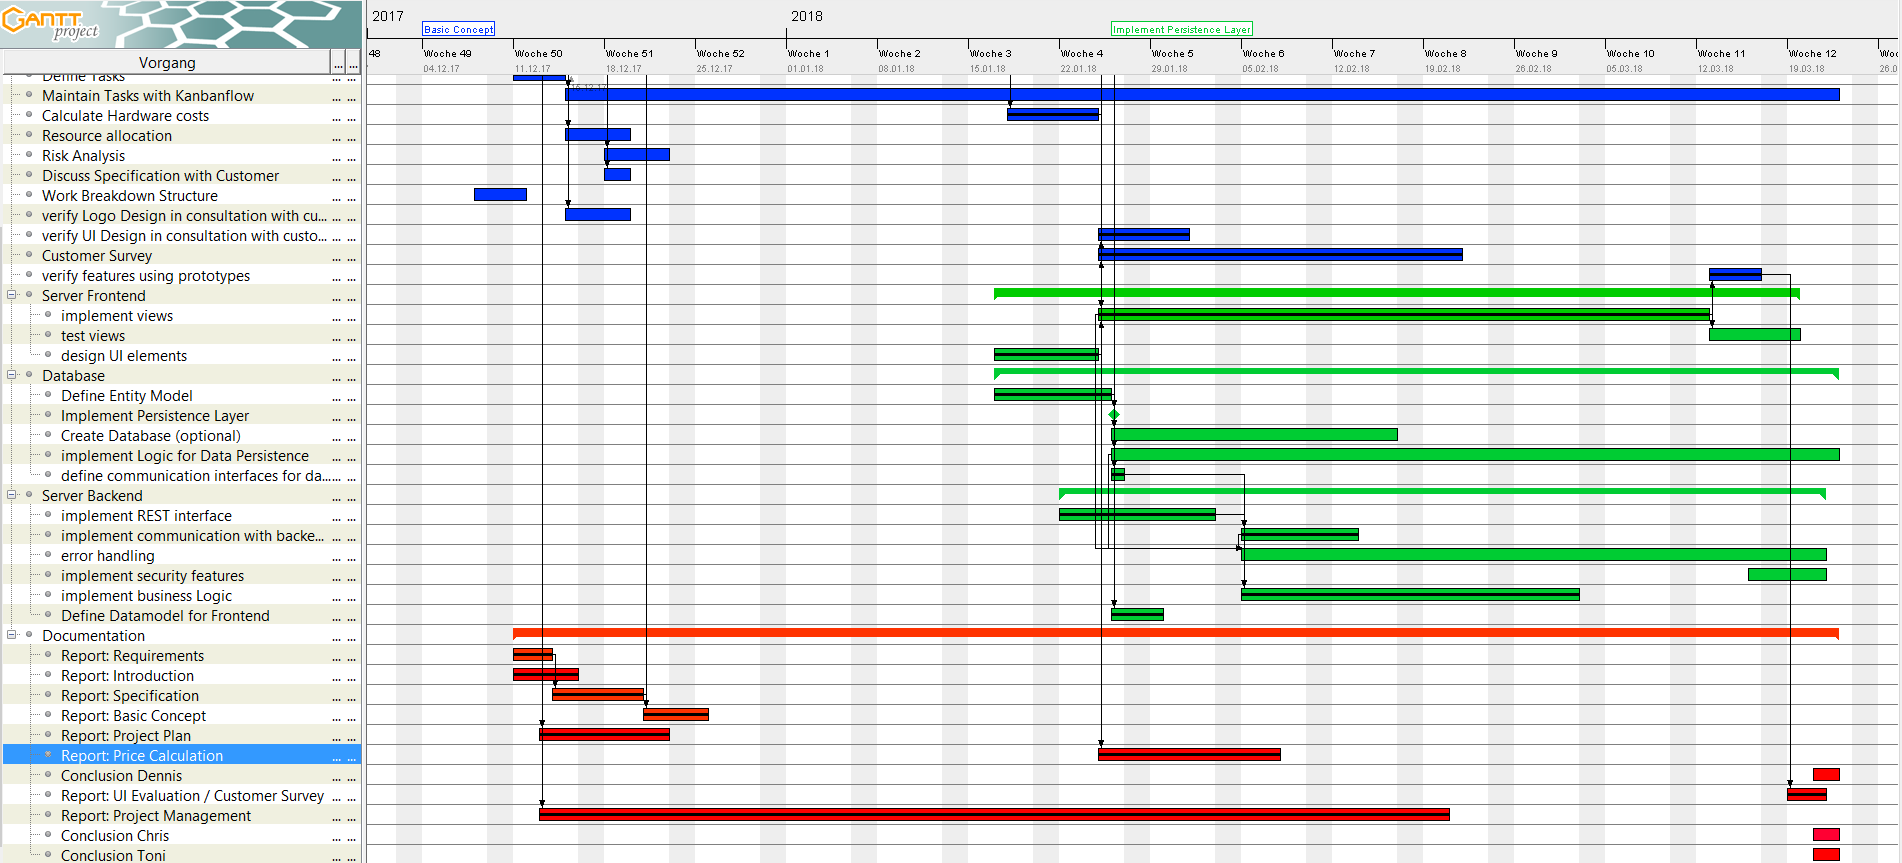 GANTT
project
2017
2018
Basic Concept
Implement Persistence Layer
48
Woche 49
Woche 50
Woche 51
Woche 52
Woche 1
Woche 2
Woche 3
Woche 4
Woche 5
Woche 6
Woche 7
Woche 8
Woche 9
Woche 10
Woche 11
Woche 12
Woc
04.12.17
11.12.17
18.12.17
25.12.17
01.01.18
08.01.18
15.01.18
22.01.18
29.01.18
05.02.18
12.02.18
19.02.18
26.02.18
05.03.18
12.03.18
19.03.18
26.0
Vorgang ... ...
Define Tasks ... ...
Maintain Tasks with Kanbanflow ... ...
Calculate Hardware costs ... ...
Resource allocation ... ...
Risk Analysis ... ...
Discuss Specification with Customer ... ...
Work Breakdown Structure ... ...
verify Logo Design in consultation with cu... ... ...
verify UI Design in consultation with custo... ... ...
Customer Survey ... ...
verify features using prototypes ... ...
Server Frontend ... ...
implement views ... ...
test views ... ...
design UI elements ... ...
Database ... ...
Define Entity Model ... ...
Implement Persistence Layer ... ...
Create Database (optional) ... ...
implement Logic for Data Persistence ... ...
define communication interfaces for da... ... ...
Server Backend ... ...
implement REST interface ... ...
implement communication with backe... ... ...
error handling ... ...
implement security features ... ...
implement business Logic ... ...
Define Datamodel for Frontend ... ...
Documentation ... ...
Report: Requirements ... ...
Report: Introduction ... ...
Report: Specification ... ...
Report: Basic Concept ... ...
Report: Project Plan ... ...
Report: Price Calculation ... ...
Conclusion Dennis ... ...
Report: UI Evaluation / Customer Survey ... ...
Report: Project Management ... ...
Conclusion Chris ... ...
Conclusion Toni ... ...